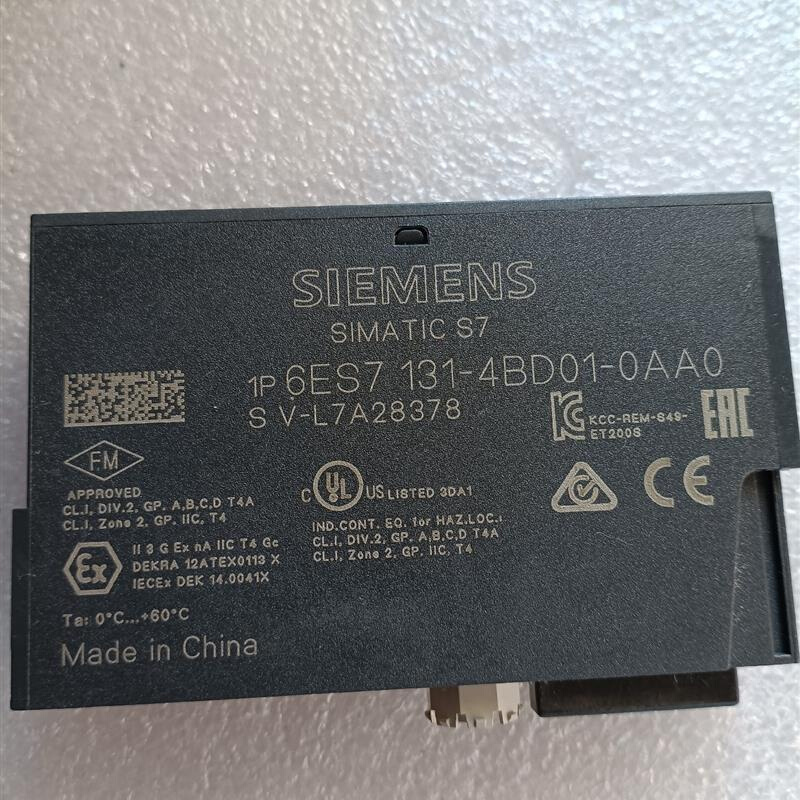 SIEMENS
SIMATIC S7
1P 6ES7 131-4BD01-0AA0
S V-L7A28378
KCC-REM-S49-
ET200S
EAC
FM
APPROVED
CL.I, DIV.2, GP. A,B,C,D T4A
CL.I, Zone 2, GP. IIC, T4
C UL US LISTED 3DA1
IND.CONT. EQ. for HAZ.LOC.:
CL.I, DIV.2, GP. A,B,C,D T4A
CL.I, Zone 2, GP. IIC, T4
CE
Ex
II 3 G Ex nA IIC T4 Gc
DEKRA 12ATEX0113 X
IECEx DEK 14.0041X
Ta: 0°C...+60°C
Made in China